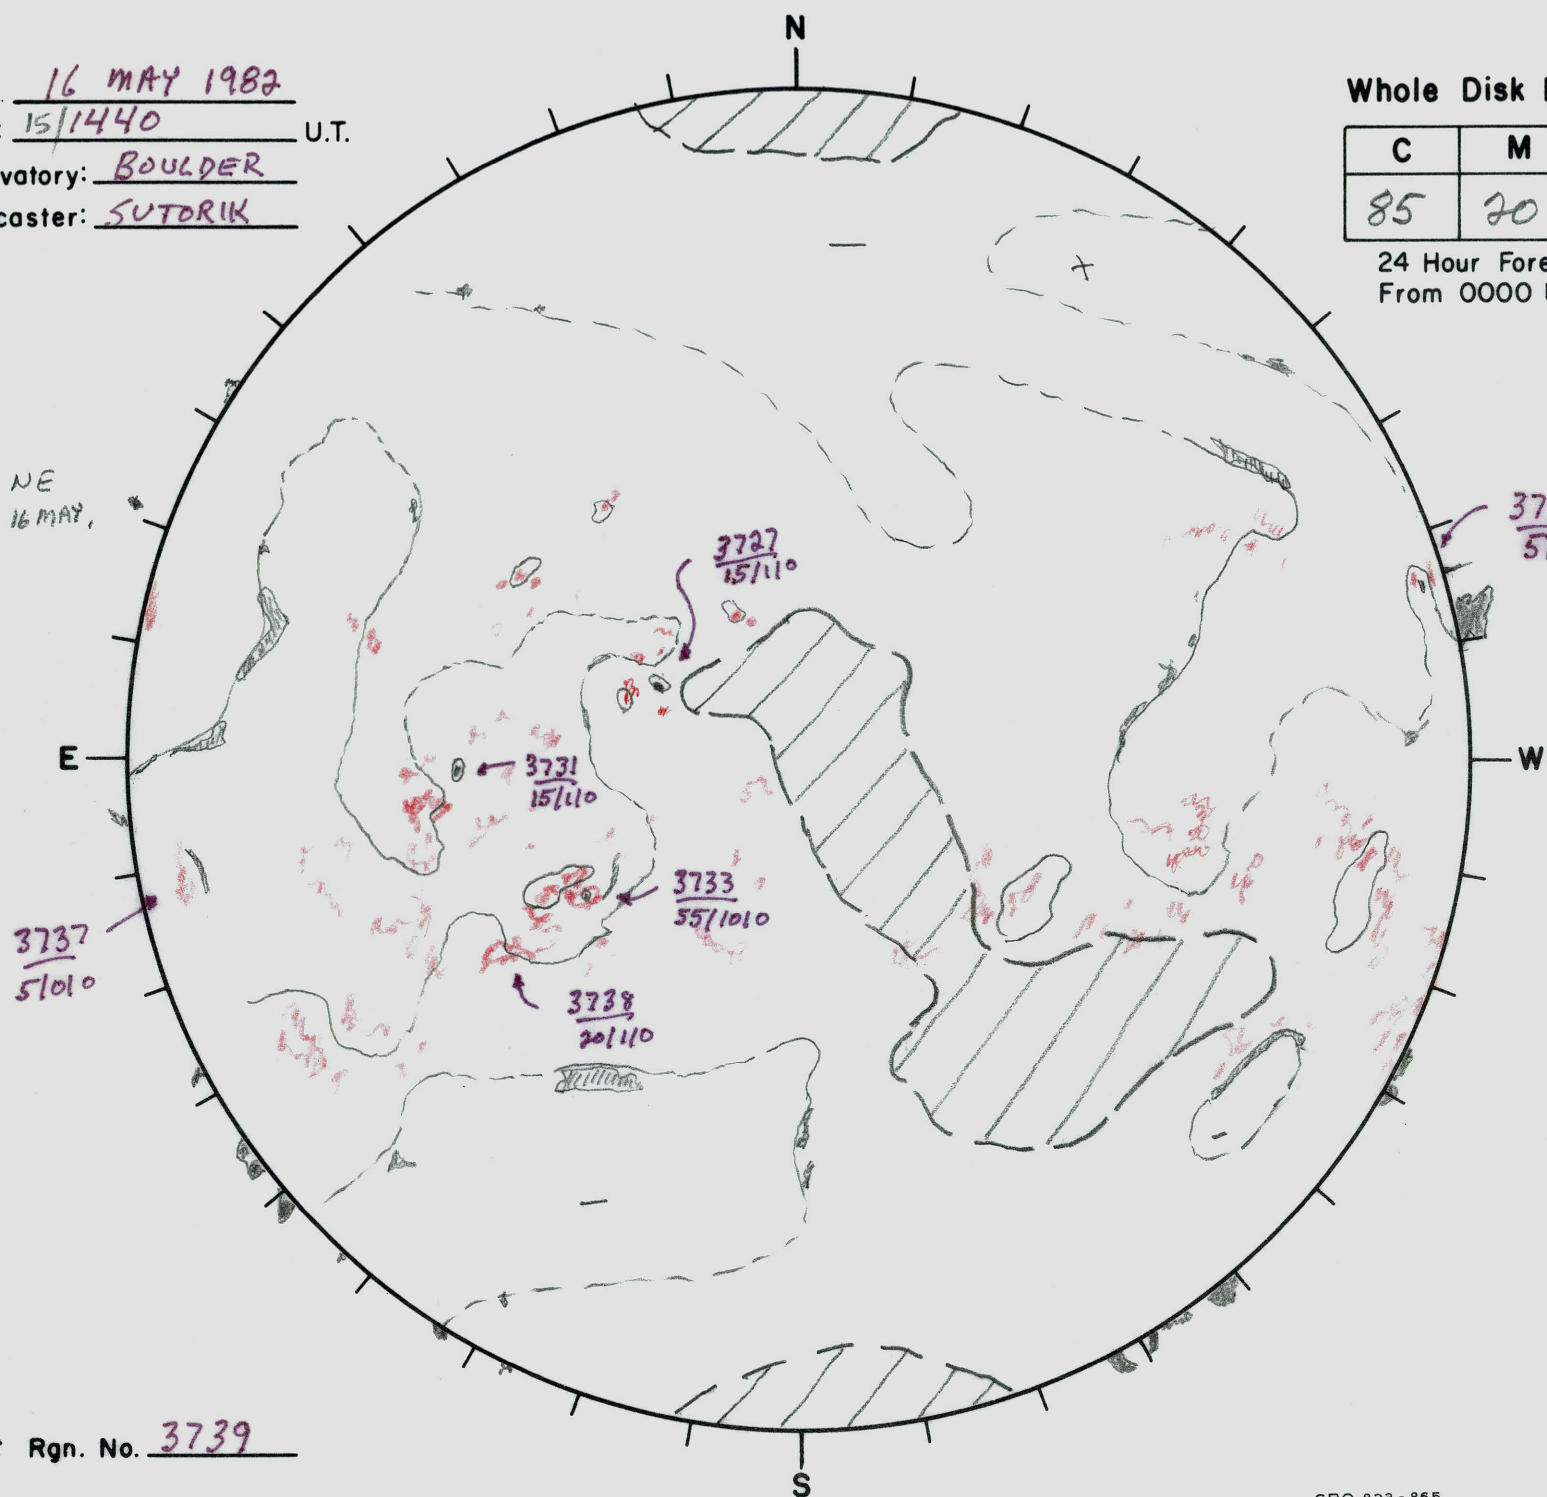 N
16 MAY 1982
15/1440 U.T.
vatory: BOULDER
caster: SUTORIK
Whole Disk
C M
85 20
24 Hour Fore
From 0000
—
+
NE
16 MAY,
3727
15/110
37
5/
E
W
3731
15/110
3733
55/1010
3737
5/010
3738
20/110
—
–
Rgn. No. 3739
S